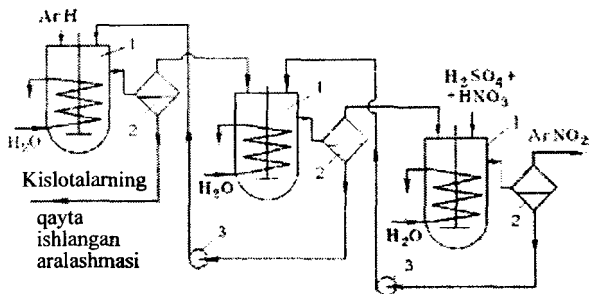 ArH
1
2
H₂O
Kislotalarning
qayta
ishlangan
aralashmasi
1
2
H₂O
3
H₂SO₄+
+HNO₃
1
ArNO₂
2
H₂O
3